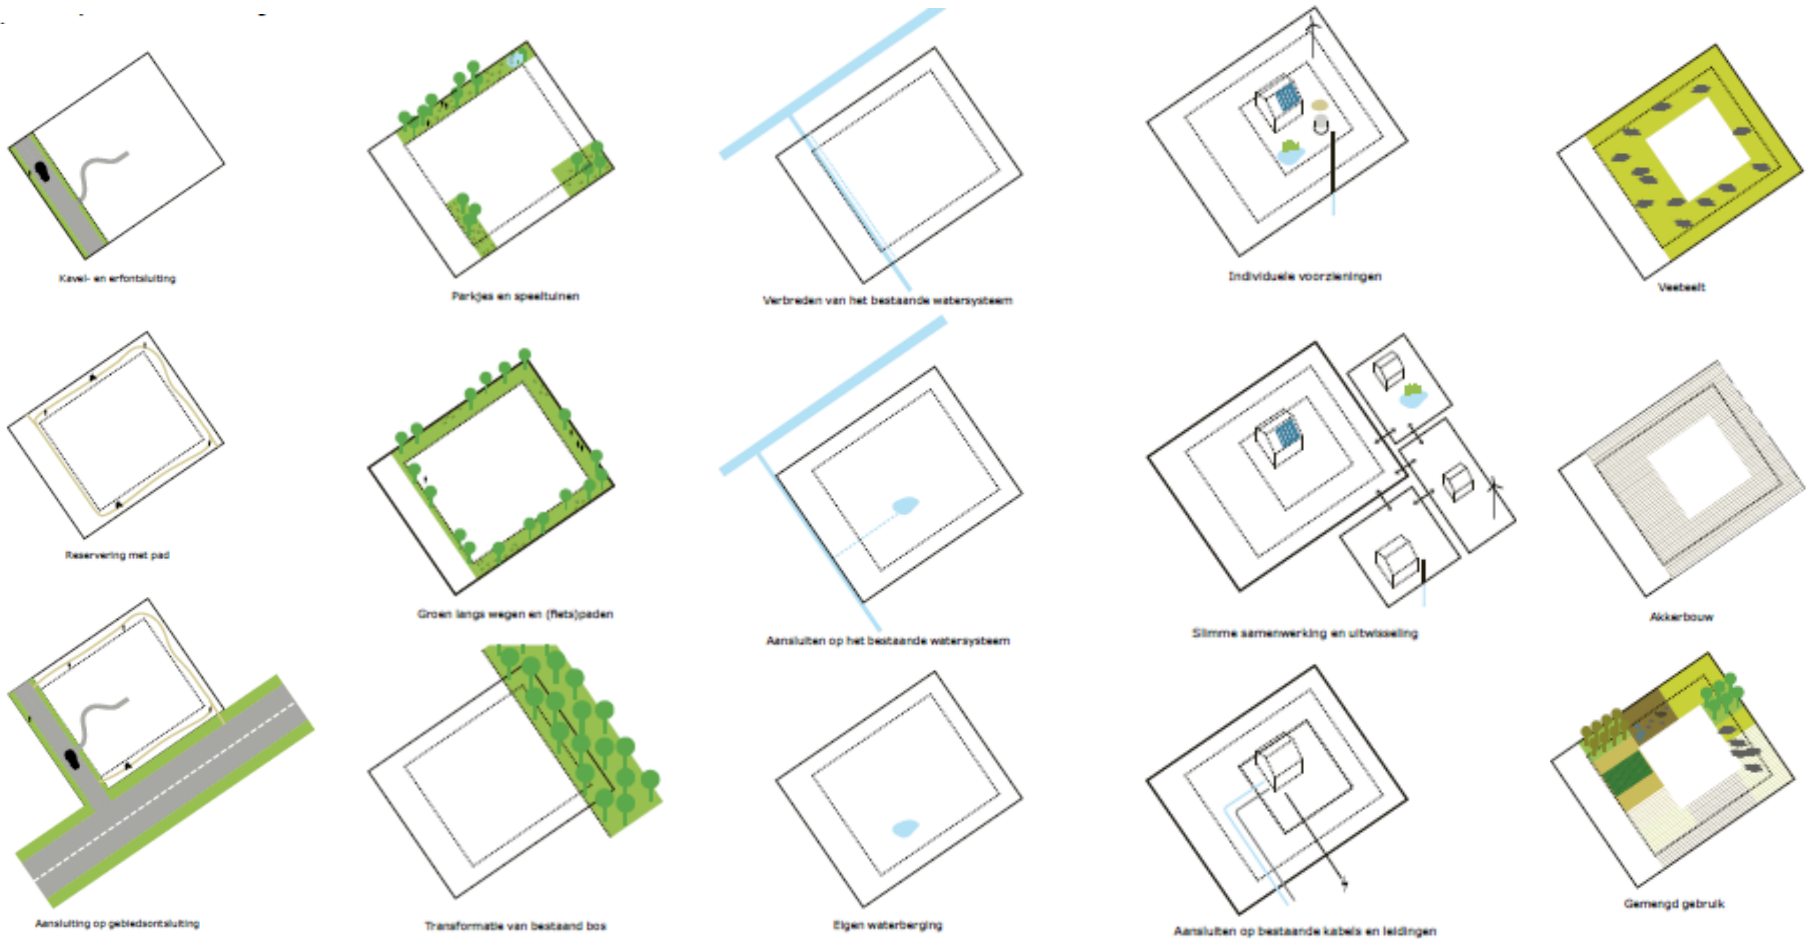 Kavel- en erfontsluiting
Parkjes en speeltuinen
Verbreden van het bestaande watersysteem
Individuele voorzieningen
Veeteelt
Reservering met pad
Groen langs wegen en (fiets)paden
Aansluiten op het bestaande watersysteem
Slimme samenwerking en uitwisseling
Akkerbouw
Aansluiting op gebiedsontsluiting
Transformatie van bestaand bos
Eigen waterberging
Aansluiten op bestaande kabels en leidingen
Gemengd gebruik